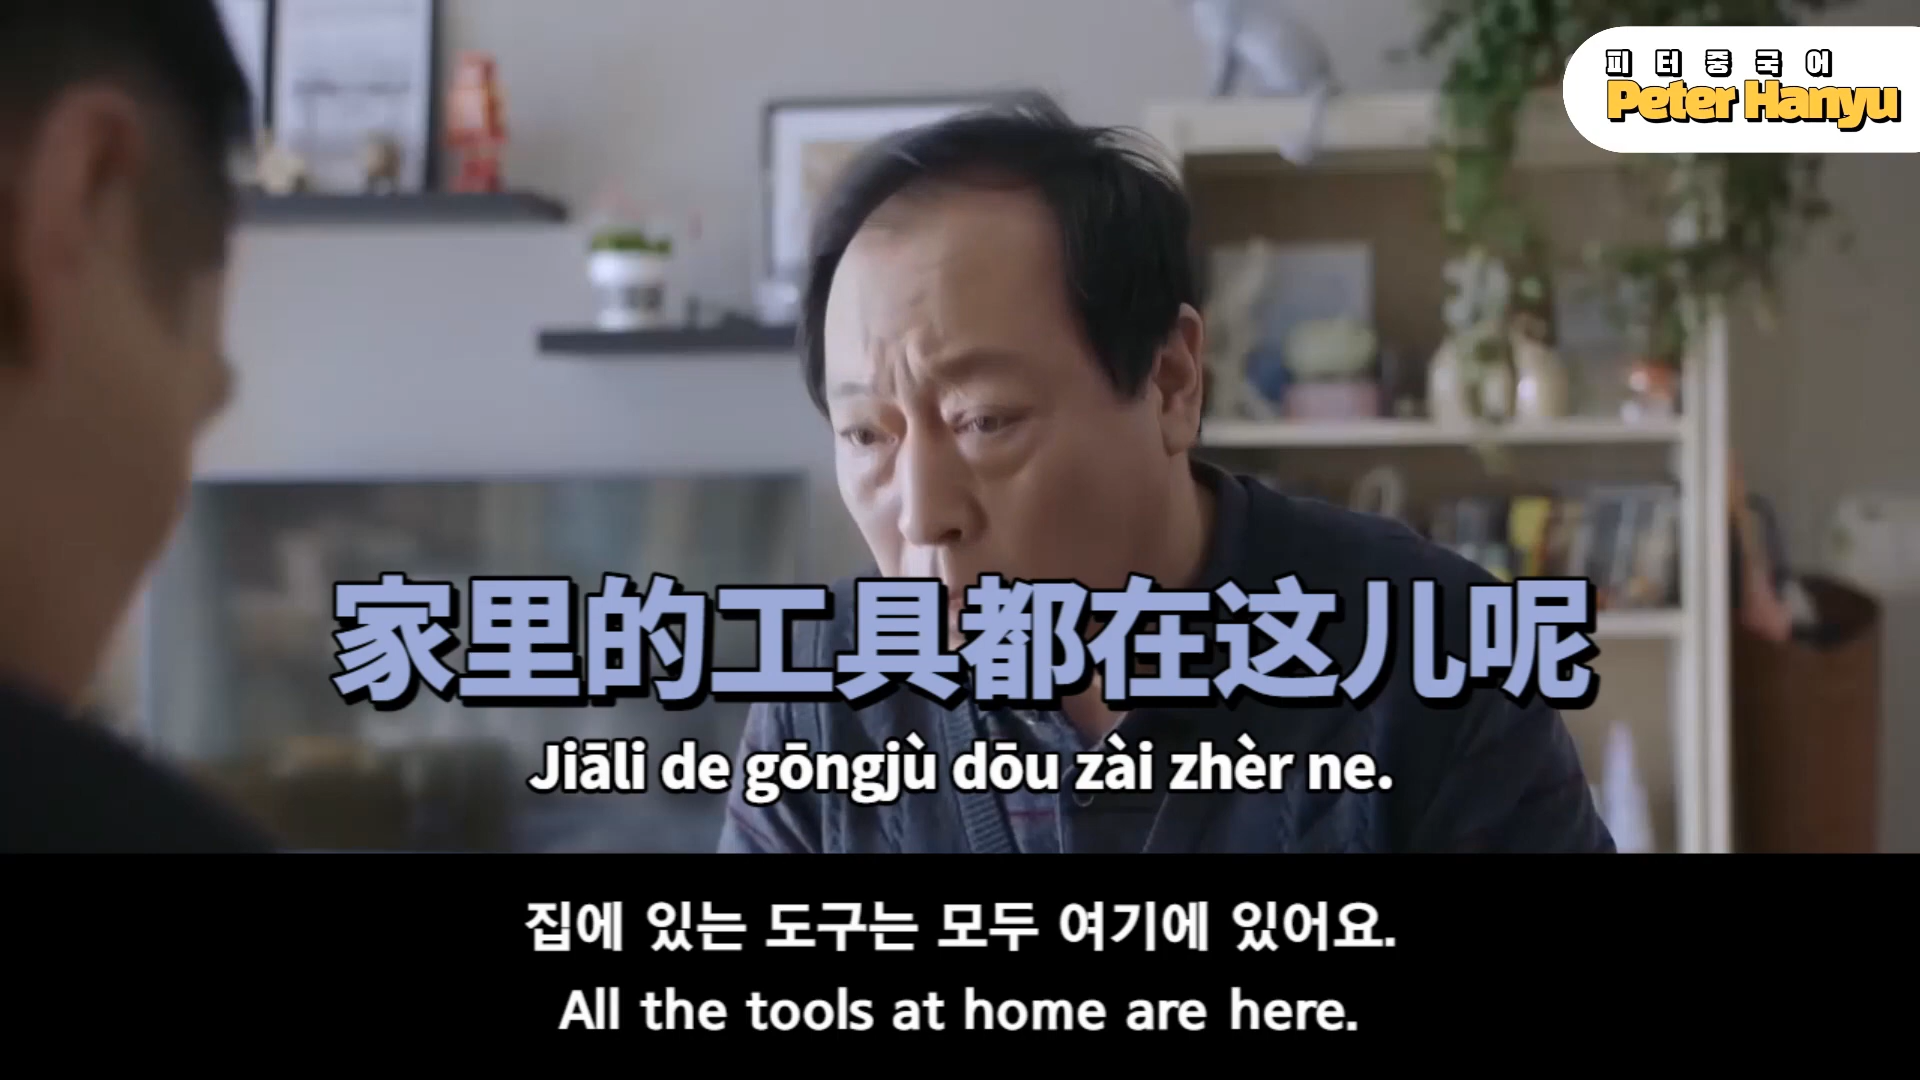 피터중국어
Peter Hanyu
家里的工具都在这儿呢
Jiāli de gōngjù dōu zài zhèr ne.
집에 있는 도구는 모두 여기에 있어요.
All the tools at home are here.